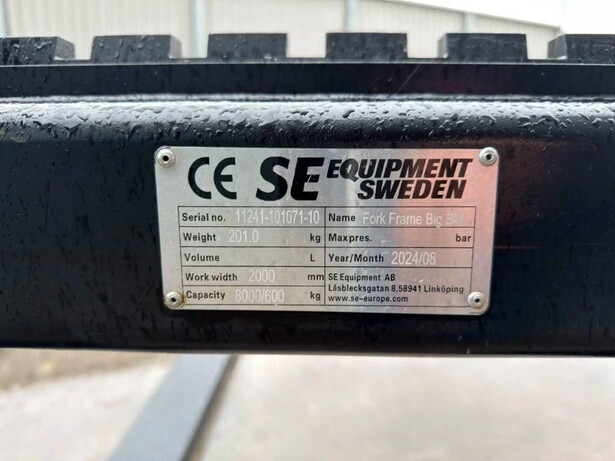 CE SE EQUIPMENT SWEDEN
Serial no. 11241-101071-10 Name Fork Frame Big BM
Weight 201,0 kg Maxpres. bar
Volume L Year/Month 2024/08
Work width 2000 mm SE Equipment AB
Capacity 8000/600 kg Låsblecksgatan 8,58941 Linköping
www.se-europe.com